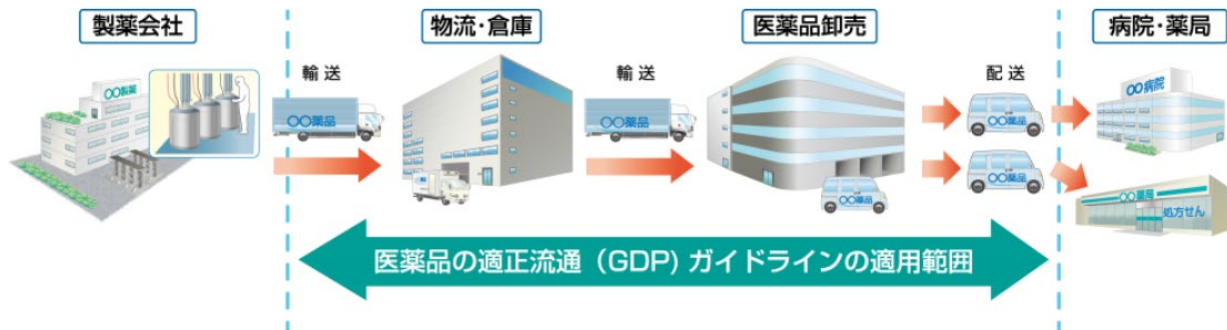 製薬会社
物流・倉庫
医薬品卸売
病院・薬局
輸送
輸送
配送
〇〇製薬
〇〇薬品
〇〇薬品
〇〇薬品
〇〇薬品
〇〇薬品
〇〇病院
〇〇薬局
処方せん
医薬品の適正流通（GDP) ガイドラインの適用範囲